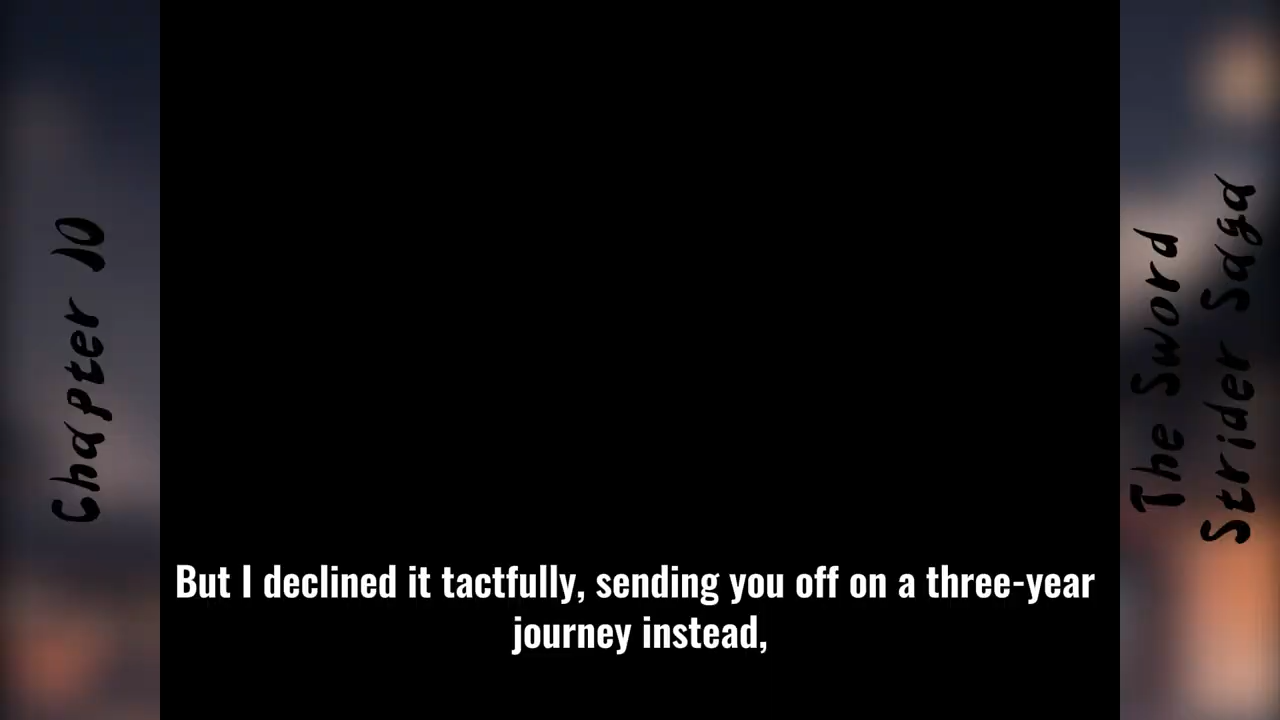 Chapter 10
But I declined it tactfully, sending you off on a three-year
journey instead,
The Sword
Strider Saga